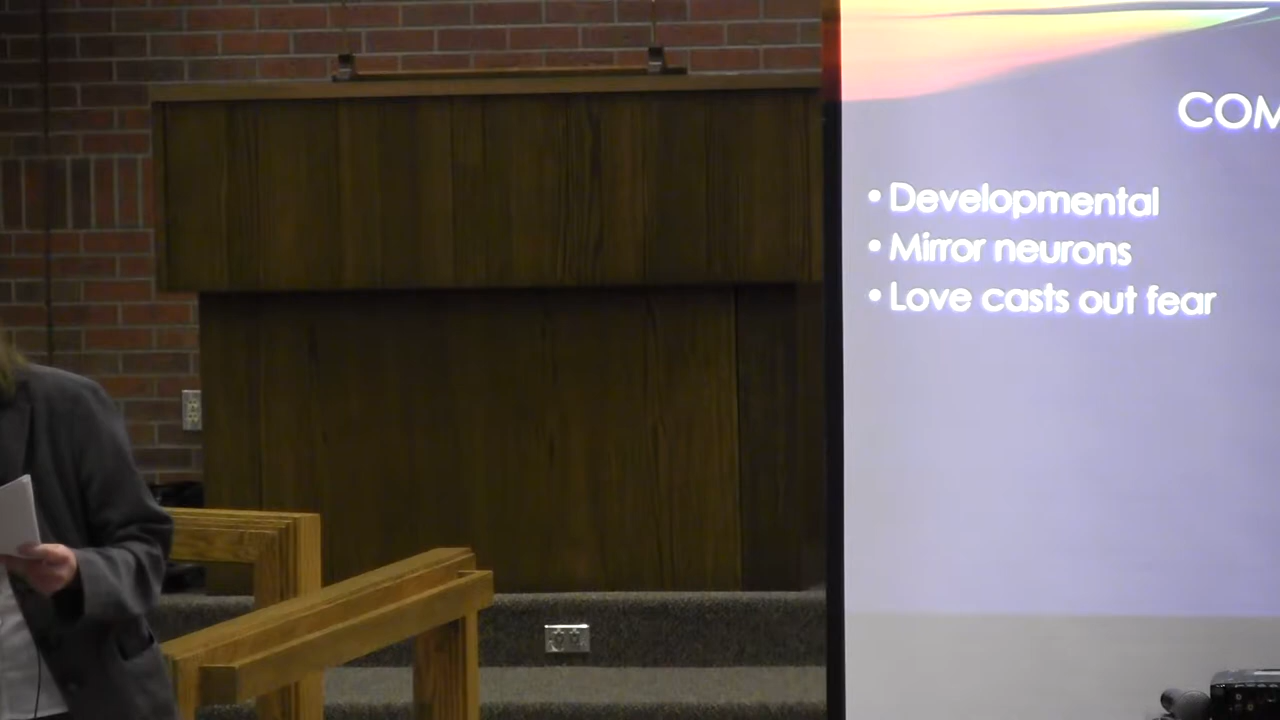 COM
• Developmental
• Mirror neurons
• Love casts out fear